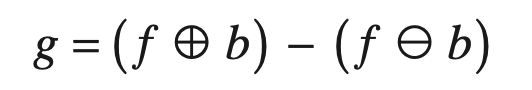 g = (f ⊕ b) − (f ⊖ b)